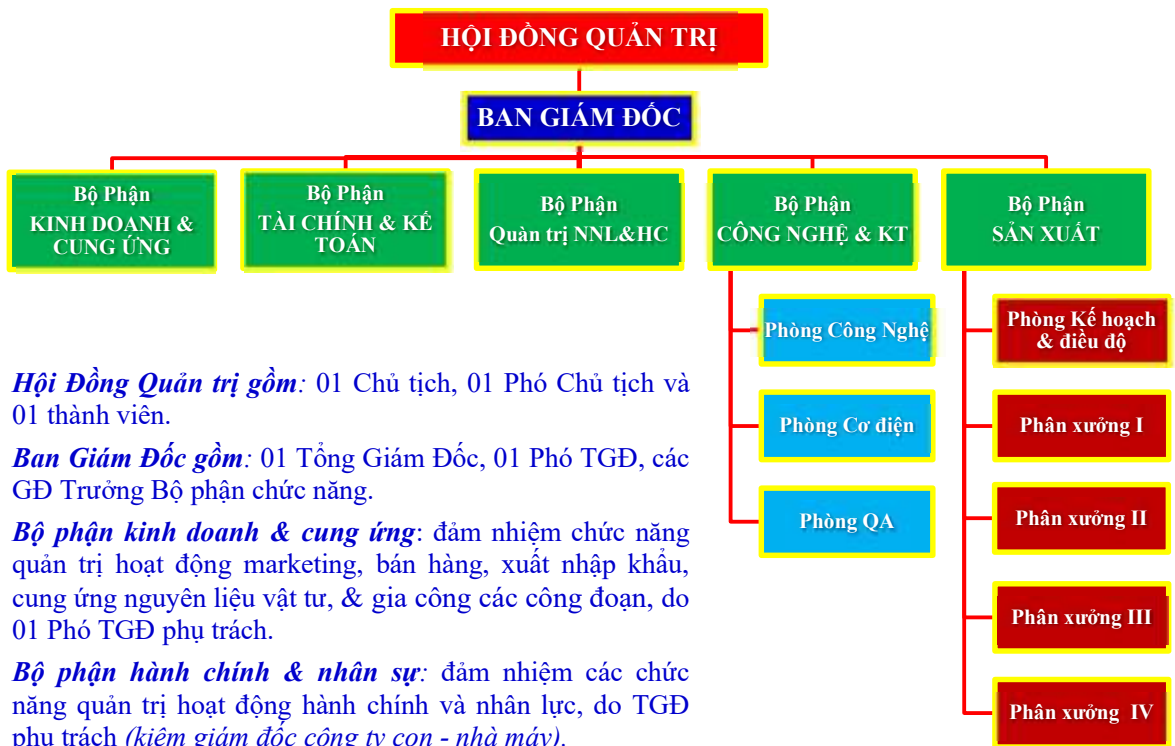 HỘI ĐỒNG QUẢN TRỊ
BAN GIÁM ĐỐC
Bộ Phận
KINH DOANH &
CUNG ỨNG
Bộ Phận
TÀI CHÍNH & KẾ
TOÁN
Bộ Phận
Quàn trị NNL&HC
Bộ Phận
CÔNG NGHỆ & KT
Bộ Phận
SẢN XUẤT
Phòng Công Nghệ
Phòng Cơ điện
Phòng QA
Phòng Kế hoạch
& điều độ
Phân xưởng I
Phân xưởng II
Phân xưởng III
Phân xưởng IV
Hội Đồng Quản trị gồm: 01 Chủ tịch, 01 Phó Chủ tịch và
01 thành viên.
Ban Giám Đốc gồm: 01 Tổng Giám Đốc, 01 Phó TGĐ, các
GĐ Trưởng Bộ phận chức năng.
Bộ phận kinh doanh & cung ứng: đảm nhiệm chức năng
quản trị hoạt động marketing, bán hàng, xuất nhập khẩu,
cung ứng nguyên liệu vật tư, & gia công các công đoạn, do
01 Phó TGĐ phụ trách.
Bộ phận hành chính & nhân sự: đảm nhiệm các chức
năng quản trị hoạt động hành chính và nhân lực, do TGĐ
phụ trách (kiêm giám đốc công ty con - nhà máy).